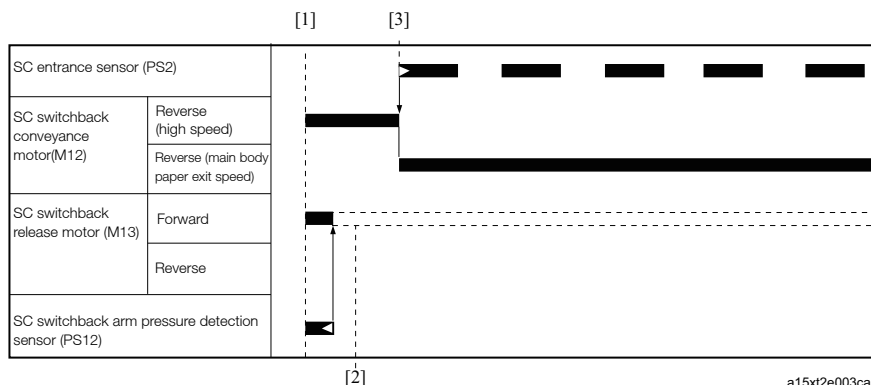 [1] [3]
SC entrance sensor (PS2)
SC switchback
conveyance
motor(M12)
Reverse
(high speed)
Reverse (main body
paper exit speed)
SC switchback
release motor (M13)
Forward
Reverse
SC switchback arm pressure detection
sensor (PS12)
[2]
a15xt2e003ca